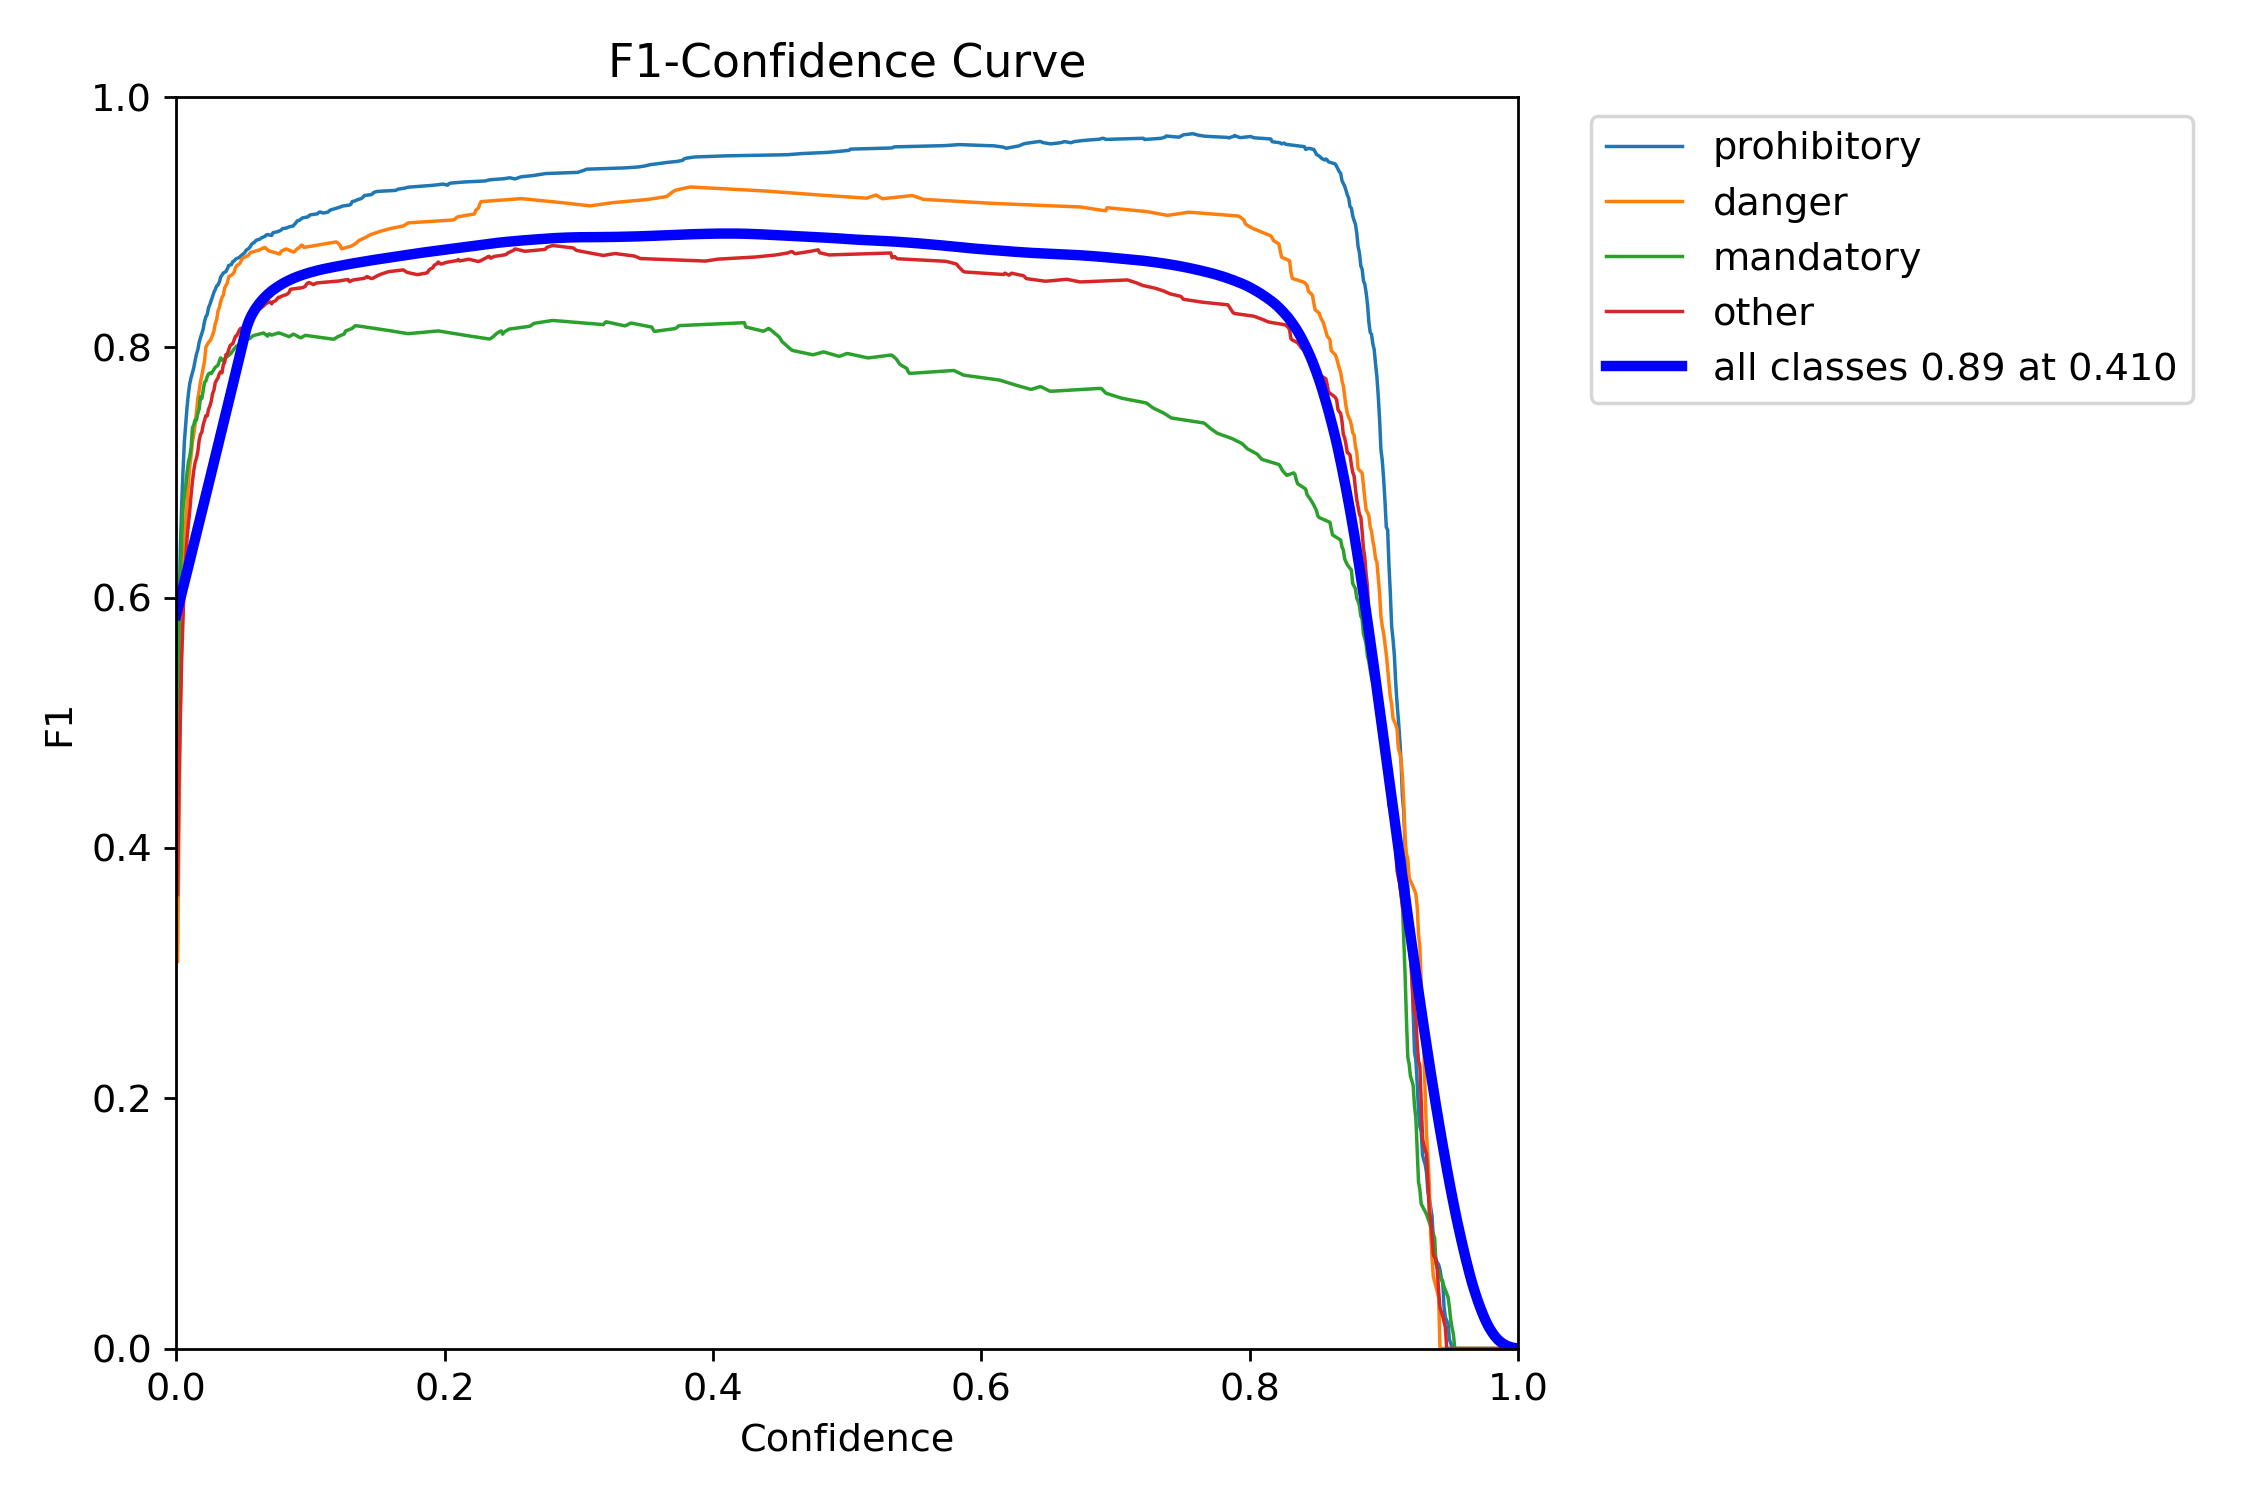 F1-Confidence Curve
1.0
0.8
0.6
0.4
0.2
0.0
F1
0.0 0.2 0.4 0.6 0.8 1.0
Confidence
prohibitory
danger
mandatory
other
all classes 0.89 at 0.410